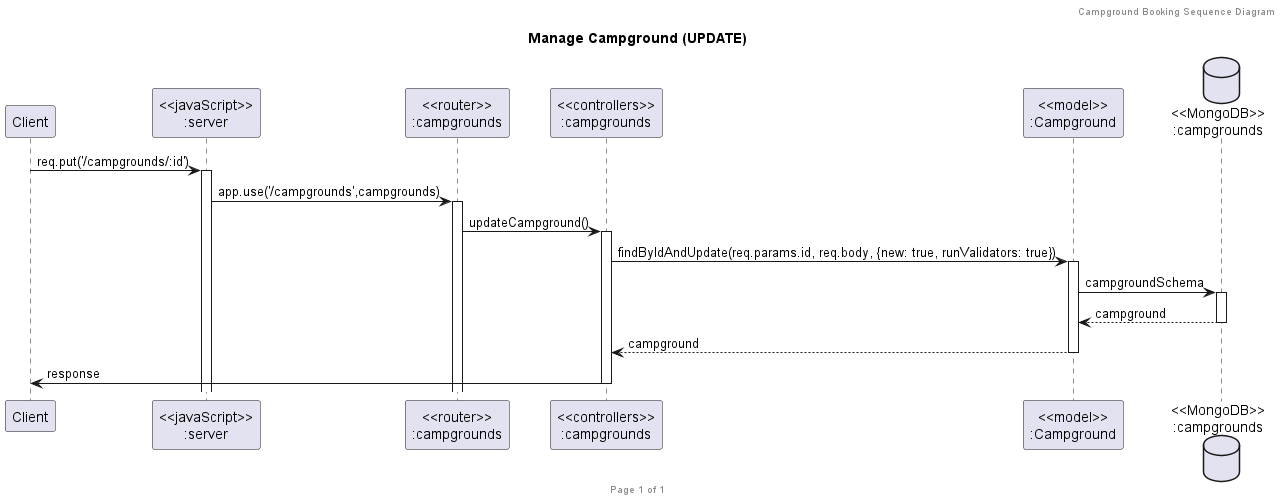 Campground Booking Sequence Diagram
Manage Campground (UPDATE)
Client
<<javaScript>>
:server
<<router>>
:campgrounds
<<controllers>>
:campgrounds
<<model>>
:Campground
<<MongoDB>>
:campgrounds
req.put('/campgrounds/:id')
app.use('/campgrounds',campgrounds)
updateCampground()
findByIdAndUpdate(req.params.id, req.body, {new: true, runValidators: true})
campgroundSchema
campground
campground
response
Client
<<javaScript>>
:server
<<router>>
:campgrounds
<<controllers>>
:campgrounds
<<model>>
:Campground
<<MongoDB>>
:campgrounds
Page 1 of 1